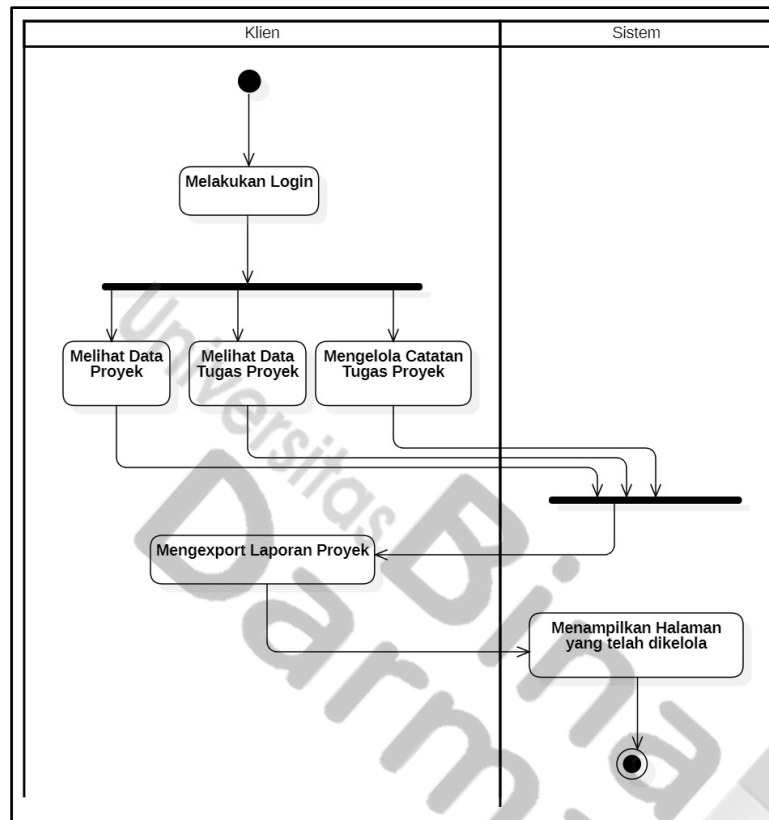 Klien
Sistem
Melakukan Login
Melihat Data
Proyek
Melihat Data
Tugas Proyek
Mengelola Catatan
Tugas Proyek
Mengexport Laporan Proyek
Menampilkan Halaman
yang telah dikelola
Universitas
Bina
Darma